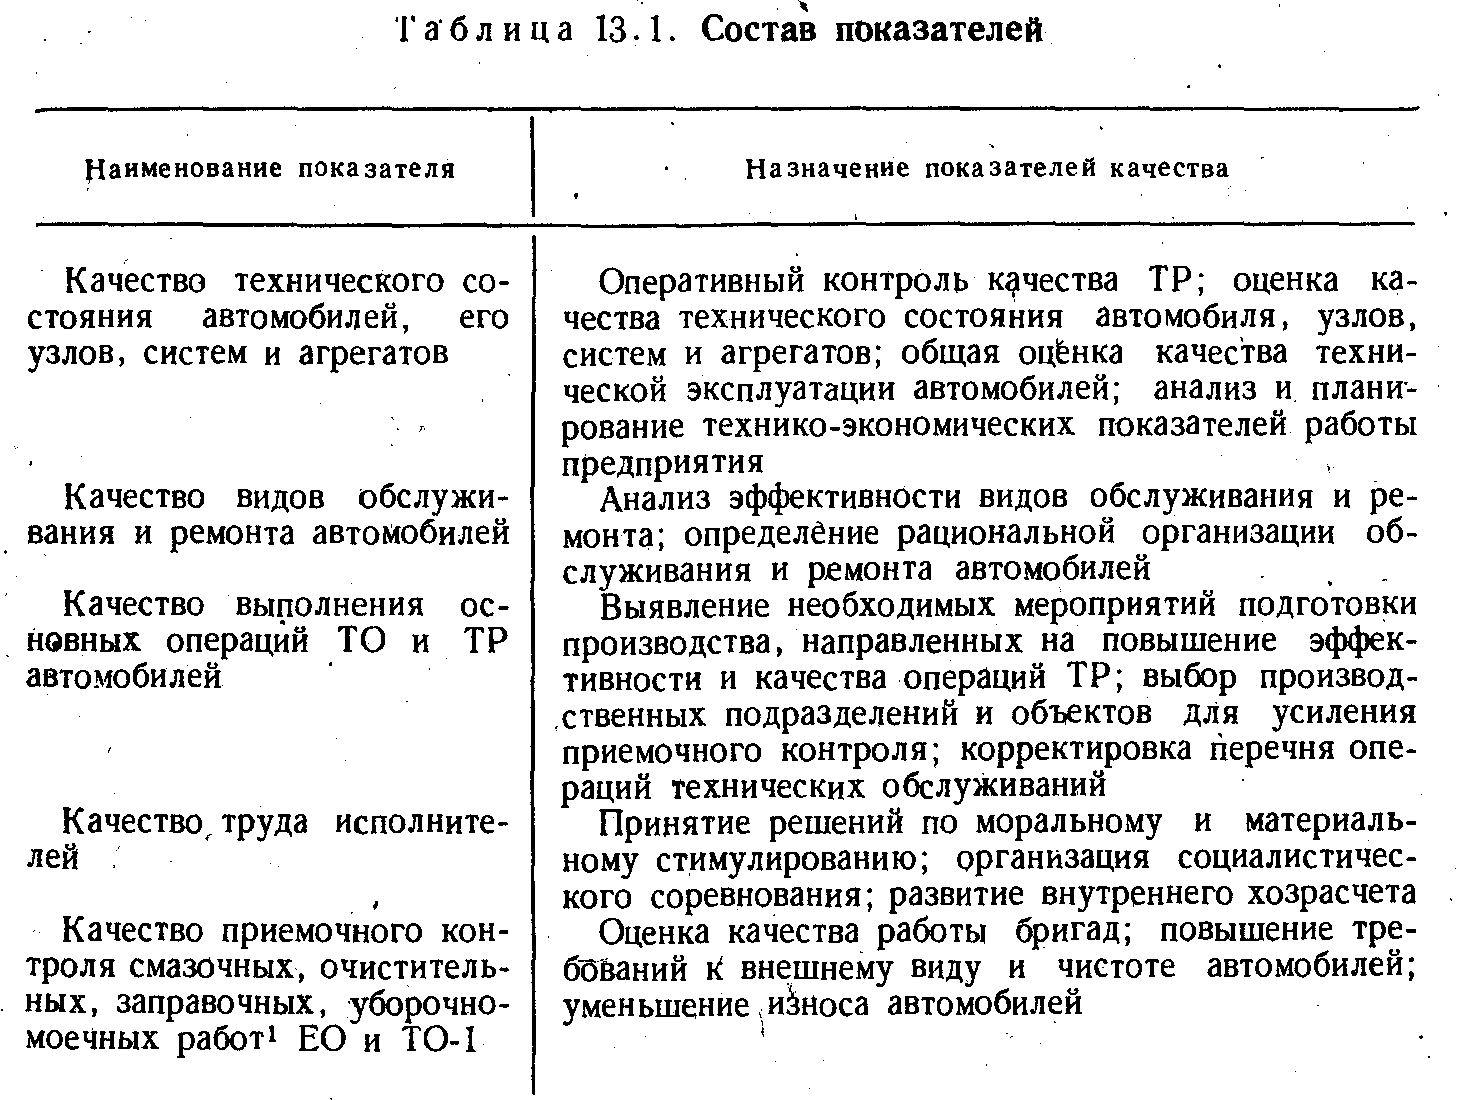 Таблица 13.1. Состав показателей
Наименование показателя
Назначение показателей качества
Качество технического со-
стояния автомобилей, его
узлов, систем и агрегатов
Оперативный контроль качества ТР; оценка ка-
чества технического состояния автомобиля, узлов,
систем и агрегатов; общая оценка качества техни-
ческой эксплуатации автомобилей; анализ и плани-
рование технико-экономических показателей работы
предприятия
Качество видов обслужи-
вания и ремонта автомобилей
Анализ эффективности видов обслуживания и ре-
монта; определение рациональной организации об-
служивания и ремонта автомобилей
Качество выполнения ос-
новных операций ТО и ТР
автомобилей
Выявление необходимых мероприятий подготовки
производства, направленных на повышение эффек-
тивности и качества операций ТР; выбор производ-
ственных подразделений и объектов для усиления
приемочного контроля; корректировка перечня опе-
раций технических обслуживаний
Качество труда исполните-
лей
Принятие решений по моральному и материаль-
ному стимулированию; организация социалистичес-
кого соревнования; развитие внутреннего хозрасчета
Качество приемочного кон-
троля смазочных, очиститель-
ных, заправочных, уборочно-
моечных работ¹ ЕО и ТО-1
Оценка качества работы бригад; повышение тре-
бований к внешнему виду и чистоте автомобилей;
уменьшение износа автомобилей